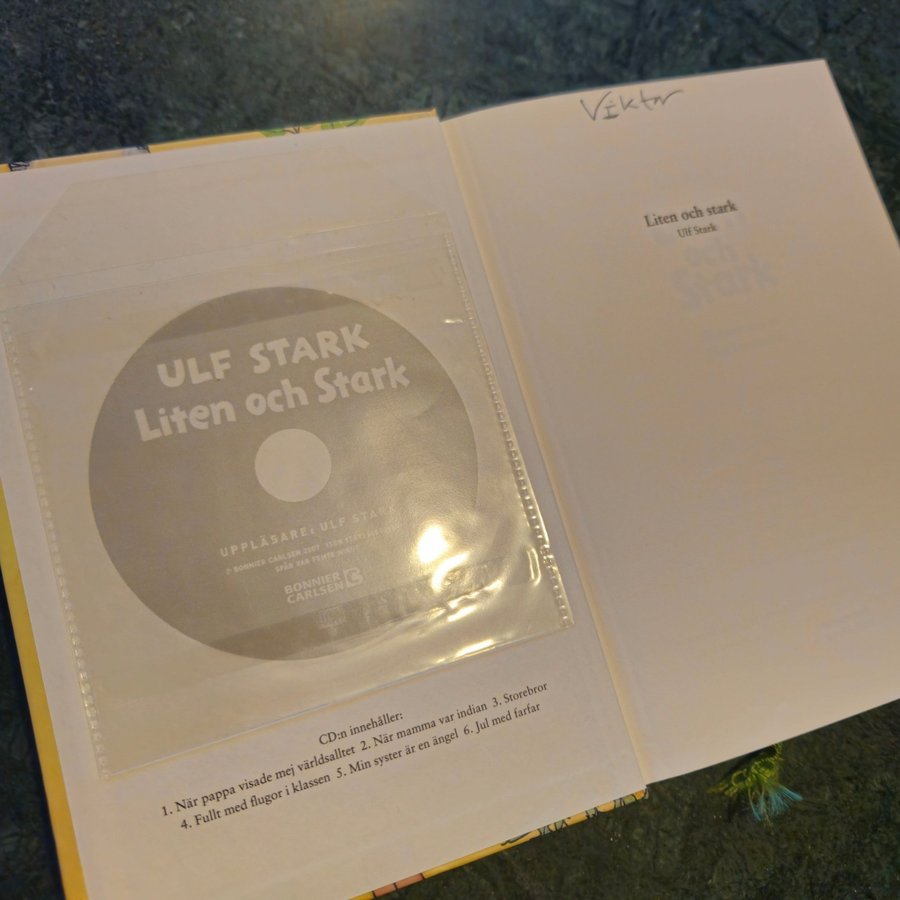 ULF STARK
Liten och Stark
UPPLÄSARE: ULF STARK
BONNIER
CARLSEN
CD:n innehåller:
1. När pappa visade mej världsalltet 2. När mamma var indian 3. Storebror
4. Fullt med flugor i klassen 5. Min syster är en ängel 6. Jul med farfar
Viktor
Liten och stark
Ulf Stark
och
Stark